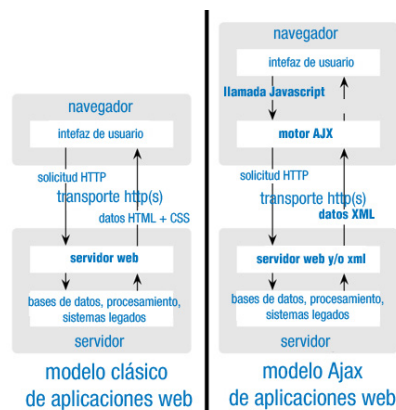 navegador
intefaz de usuario
solicitud HTTP
transporte http(s)
datos HTML + CSS
servidor web
bases de datos, procesamiento,
sistemas legados
servidor
modelo clásico
de aplicaciones web
navegador
intefaz de usuario
llamada Javascript
motor AJX
solicitud HTTP
transporte http(s)
datos XML
servidor web y/o xml
bases de datos, procesamiento,
sistemas legados
servidor
modelo Ajax
de aplicaciones web